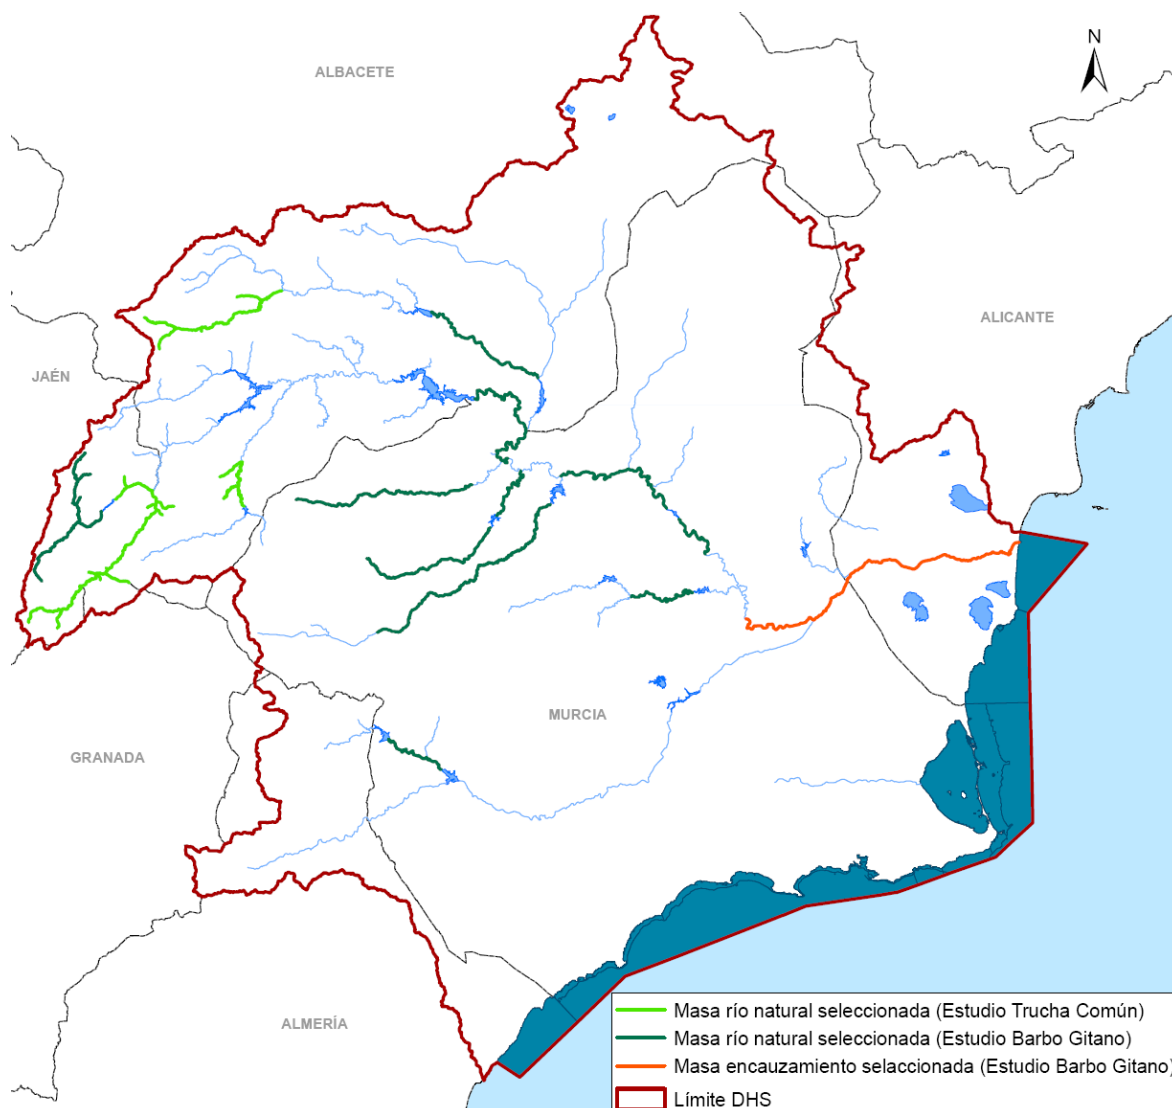 N
ALBACETE
ALICANTE
JAÉN
MURCIA
GRANADA
ALMERÍA
Masa río natural seleccionada (Estudio Trucha Común)
Masa río natural seleccionada (Estudio Barbo Gitano)
Masa encauzamiento selaccionada (Estudio Barbo Gitano)
Límite DHS